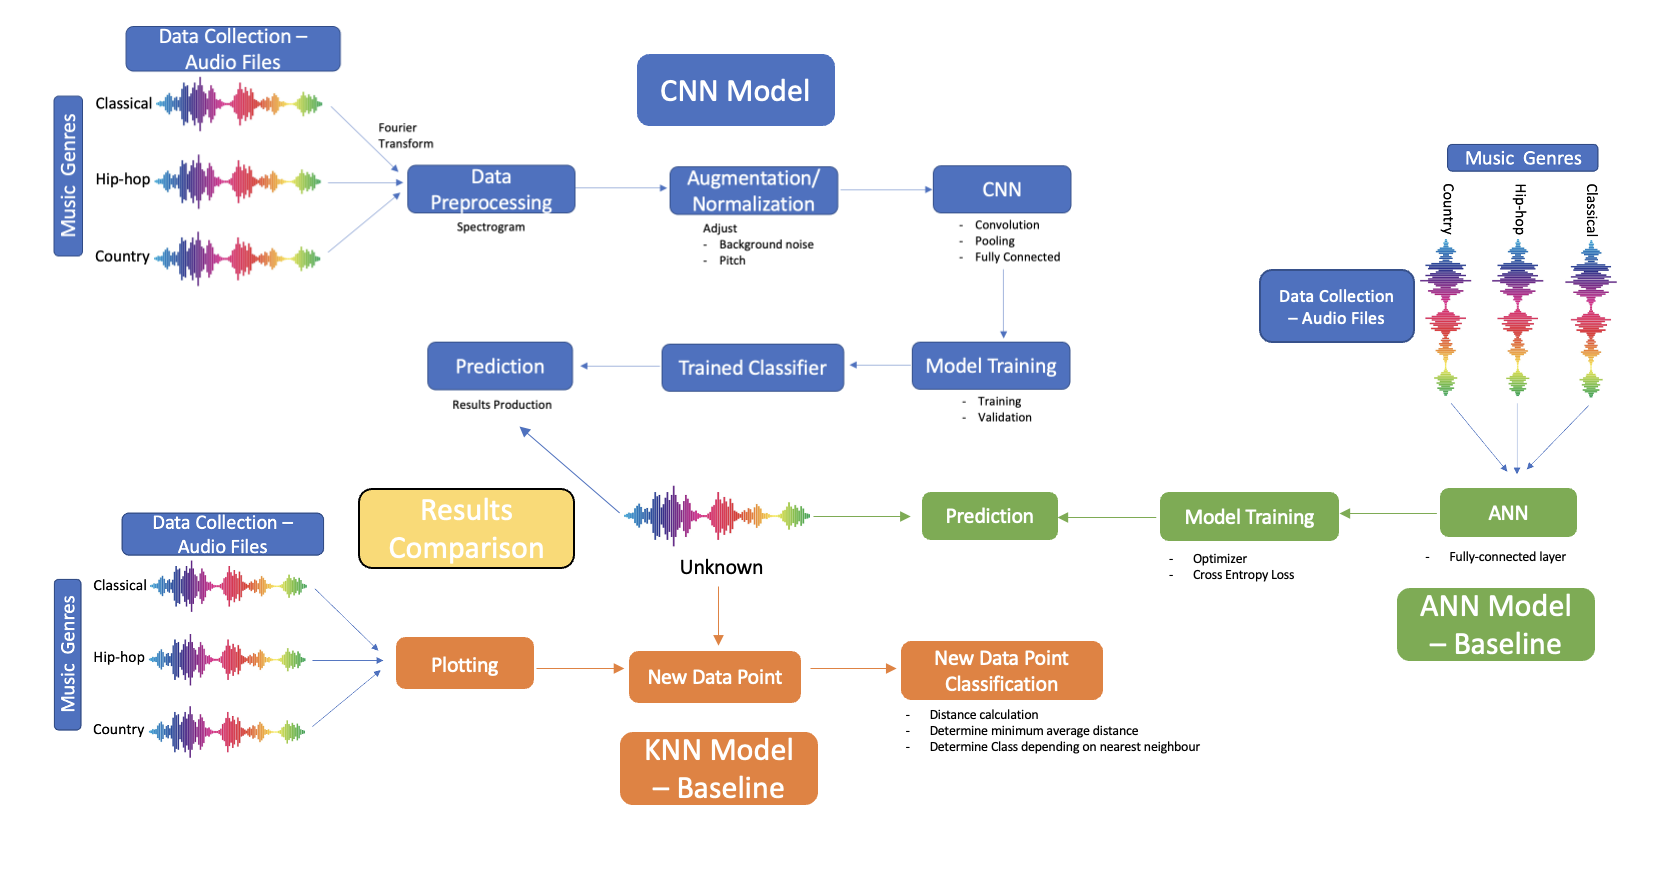 Data Collection –
Audio Files
Music  Genres
Classical
Hip-hop
Country
Fourier
Transform
CNN Model
Data
Preprocessing
Spectrogram
Augmentation/
Normalization
Adjust
- Background noise
- Pitch
CNN
- Convolution
- Pooling
- Fully Connected
Model Training
- Training
- Validation
Trained Classifier
Prediction
Results Production
Music  Genres
Country
Hip-hop
Classical
Data Collection
– Audio Files
ANN
- Fully-connected layer
Model Training
- Optimizer
- Cross Entropy Loss
Prediction
ANN Model
– Baseline
Results
Comparison
Unknown
Data Collection –
Audio Files
Music  Genres
Classical
Hip-hop
Country
Plotting
New Data Point
New Data Point
Classification
- Distance calculation
- Determine minimum average distance
- Determine Class depending on nearest neighbour
KNN Model
– Baseline